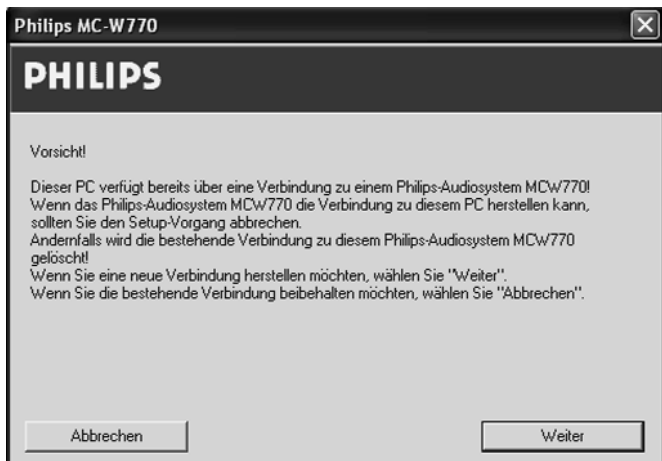 Philips MC-W770
PHILIPS
Vorsicht!
Dieser PC verfügt bereits über eine Verbindung zu einem Philips-Audiosystem MCW770!
Wenn das Philips-Audiosystem MCW770 die Verbindung zu diesem PC herstellen kann,
sollten Sie den Setup-Vorgang abbrechen.
Andernfalls wird die bestehende Verbindung zu diesem Philips-Audiosystem MCW770
gelöscht!
Wenn Sie eine neue Verbindung herstellen möchten, wählen Sie "Weiter".
Wenn Sie die bestehende Verbindung beibehalten möchten, wählen Sie "Abbrechen".
Abbrechen
Weiter